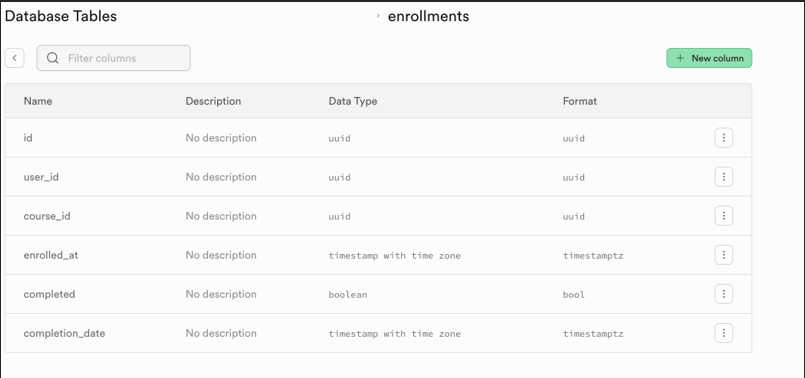 Database Tables › enrollments
Filter columns
New column
Name Description Data Type Format
id No description uuid uuid
user_id No description uuid uuid
course_id No description uuid uuid
enrolled_at No description timestamp with time zone timestamptz
completed No description boolean bool
completion_date No description timestamp with time zone timestamptz